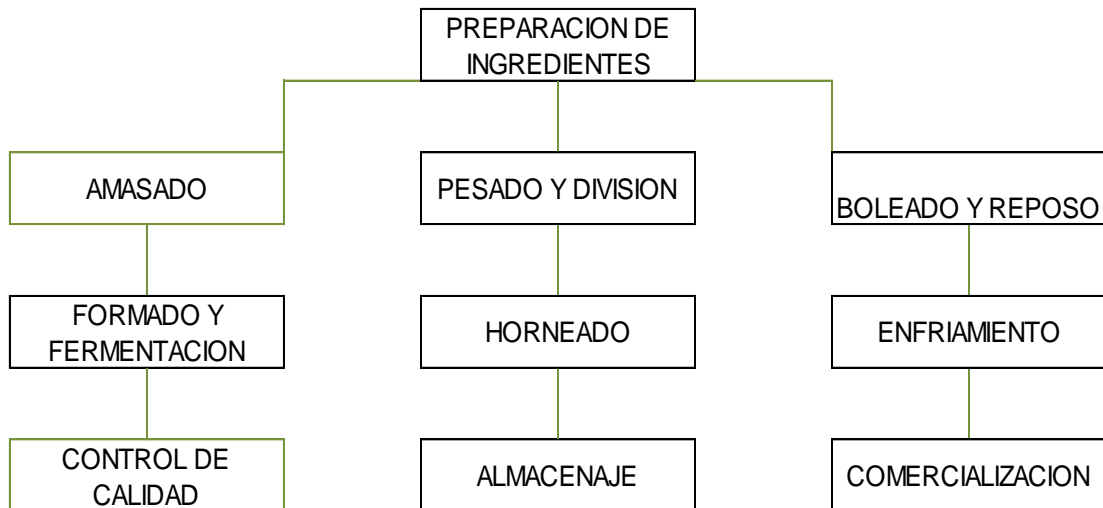 PREPARACION DE
INGREDIENTES
AMASADO
PESADO Y DIVISION
BOLEADO Y REPOSO
FORMADO Y
FERMENTACION
HORNEADO
ENFRIAMIENTO
CONTROL DE
CALIDAD
ALMACENAJE
COMERCIALIZACION